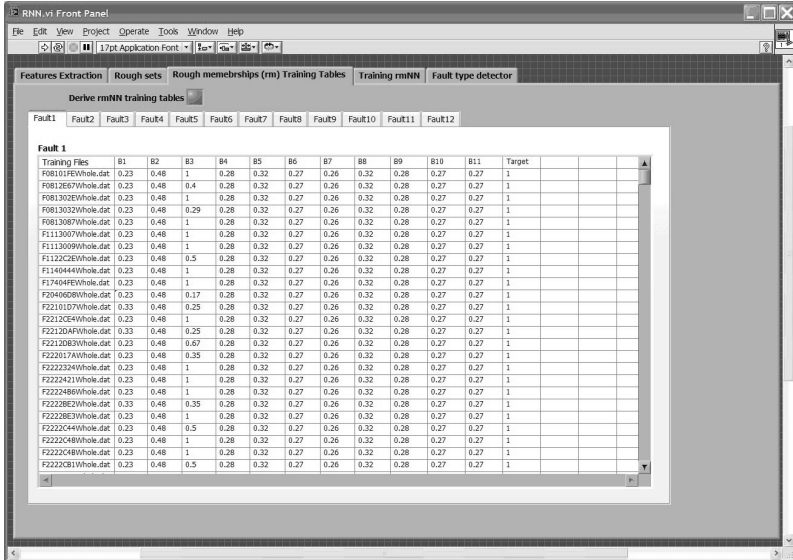 RNN.vi Front Panel
File Edit View Project Operate Tools Window Help
17pt Application Font
Features Extraction Rough sets Rough memebrships (rm) Training Tables Training rmNN Fault type detector
Derive rmNN training tables
Fault1 Fault2 Fault3 Fault4 Fault5 Fault6 Fault7 Fault8 Fault9 Fault10 Fault11 Fault12
Fault 1
Training Files B1 B2 B3 B4 B5 B6 B7 B8 B9 B10 B11 Target
F08101FEWhole.dat 0.23 0.48 1 0.28 0.32 0.27 0.26 0.32 0.28 0.27 0.27 1
F0812E67Whole.dat 0.23 0.48 0.4 0.28 0.32 0.27 0.26 0.32 0.28 0.27 0.27 1
F081302EWhole.dat 0.23 0.48 1 0.28 0.32 0.27 0.26 0.32 0.28 0.27 0.27 1
F0813032Whole.dat 0.23 0.48 0.29 0.28 0.32 0.27 0.26 0.32 0.28 0.27 0.27 1
F0813087Whole.dat 0.23 0.48 1 0.28 0.32 0.27 0.26 0.32 0.28 0.27 0.27 1
F1113007Whole.dat 0.23 0.48 1 0.28 0.32 0.27 0.26 0.32 0.28 0.27 0.27 1
F1113009Whole.dat 0.23 0.48 1 0.28 0.32 0.27 0.26 0.32 0.28 0.27 0.27 1
F1122C2EWhole.dat 0.23 0.48 0.5 0.28 0.32 0.27 0.26 0.32 0.28 0.27 0.27 1
F1140444Whole.dat 0.23 0.48 1 0.28 0.32 0.27 0.26 0.32 0.28 0.27 0.27 1
F17404FEWhole.dat 0.23 0.48 1 0.28 0.32 0.27 0.26 0.32 0.28 0.27 0.27 1
F20406D8Whole.dat 0.23 0.48 0.17 0.28 0.32 0.27 0.26 0.32 0.28 0.27 0.27 1
F22101D7Whole.dat 0.33 0.48 0.25 0.28 0.32 0.27 0.26 0.32 0.28 0.27 0.27 1
F2212CE4Whole.dat 0.23 0.48 1 0.28 0.32 0.27 0.26 0.32 0.28 0.27 0.27 1
F2212DAFWhole.dat 0.33 0.48 0.25 0.28 0.32 0.27 0.26 0.32 0.28 0.27 0.27 1
F2212DB3Whole.dat 0.23 0.48 0.67 0.28 0.32 0.27 0.26 0.32 0.28 0.27 0.27 1
F222017AWhole.dat 0.23 0.48 0.35 0.28 0.32 0.27 0.26 0.32 0.28 0.27 0.27 1
F2222324Whole.dat 0.23 0.48 1 0.28 0.32 0.27 0.26 0.32 0.28 0.27 0.27 1
F2222421Whole.dat 0.23 0.48 1 0.28 0.32 0.27 0.26 0.32 0.28 0.27 0.27 1
F22224B6Whole.dat 0.23 0.48 1 0.28 0.32 0.27 0.26 0.32 0.28 0.27 0.27 1
F2222BE2Whole.dat 0.33 0.48 0.35 0.28 0.32 0.27 0.26 0.32 0.28 0.27 0.27 1
F2222BE3Whole.dat 0.23 0.48 1 0.28 0.32 0.27 0.26 0.32 0.28 0.27 0.27 1
F2222C44Whole.dat 0.23 0.48 0.5 0.28 0.32 0.27 0.26 0.32 0.28 0.27 0.27 1
F2222C48Whole.dat 0.23 0.48 1 0.28 0.32 0.27 0.26 0.32 0.28 0.27 0.27 1
F2222C4BWhole.dat 0.23 0.48 1 0.28 0.32 0.27 0.26 0.32 0.28 0.27 0.27 1
F2222CB1Whole.dat 0.23 0.48 0.5 0.28 0.32 0.27 0.26 0.32 0.28 0.27 0.27 1